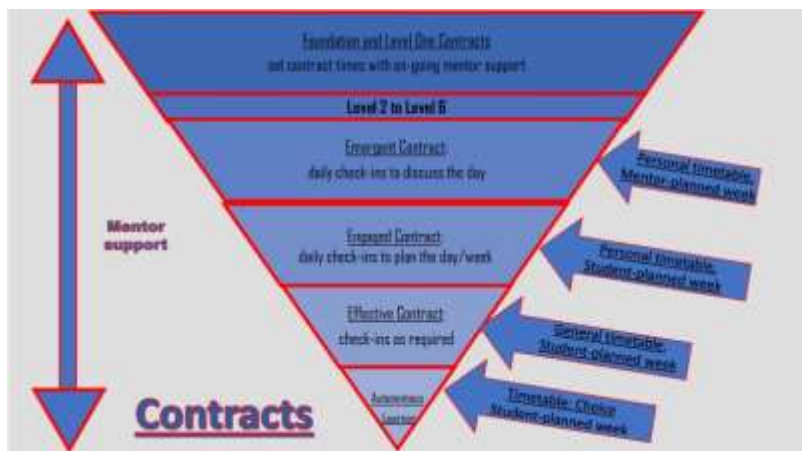 Foundation and Level One Contracts
set contract times with on-going mentor support
Level 2 to Level 6
Emergent Contract:
daily check-ins to discuss the day
Engaged Contract:
daily check-ins to plan the day/week
Effective Contract:
check-ins as required
Autonomous
Learner
Mentor
support
Personal timetable,
Mentor-planned week
Personal timetable,
Student-planned week
General timetable,
Student-planned week
Timetable: Choice
Student-planned week
Contracts